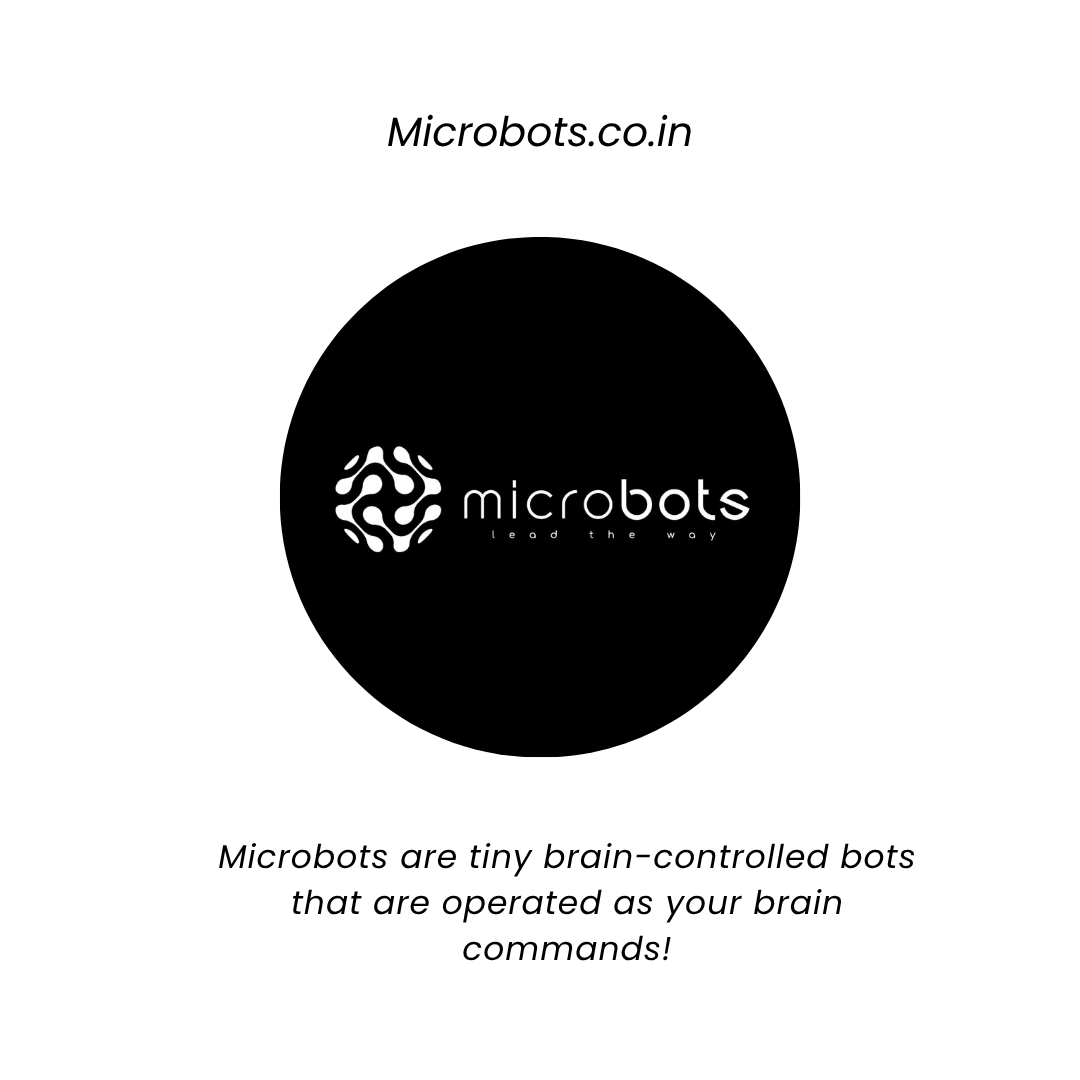 Microbots.co.in
microbots
lead the way
Microbots are tiny brain-controlled bots
that are operated as your brain
commands!